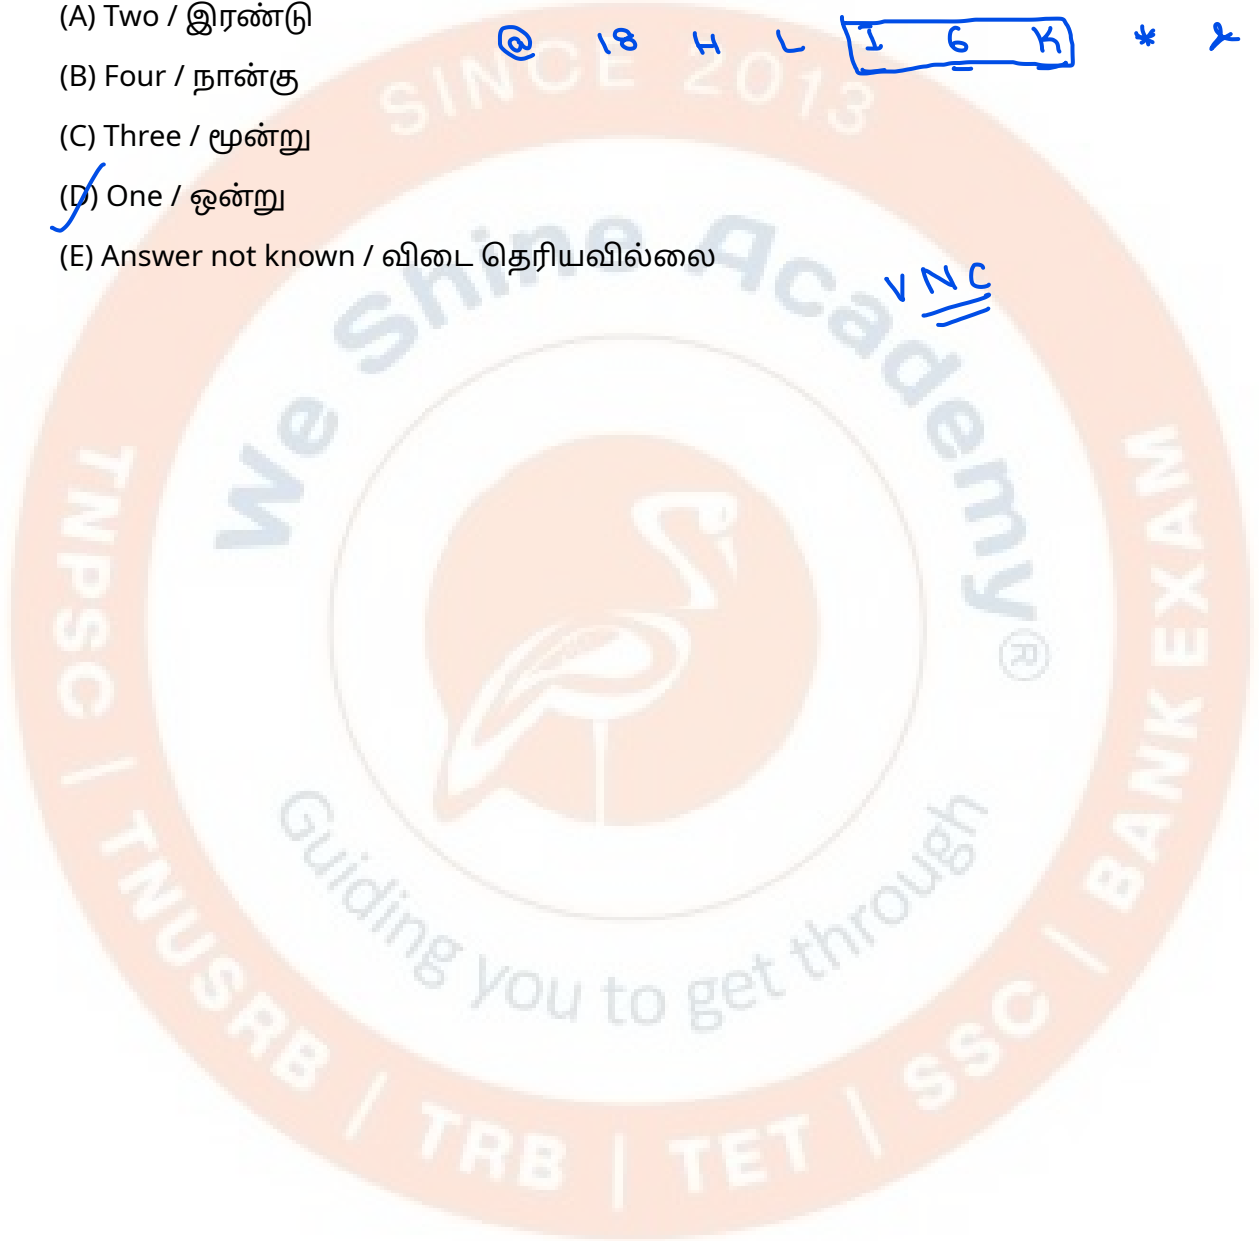 (A) Two / இரண்டு
@ 18 H L I 6 K * &
(B) Four / நான்கு
(C) Three / மூன்று
(D) One / ஒன்று
(E) Answer not known / விடை தெரியவில்லை
V N C
SINCE 2013
We Shine Academy®
Guiding you to get through
TNPSC | TNUSRB | TRB | TET | SSC | BANK EXAM